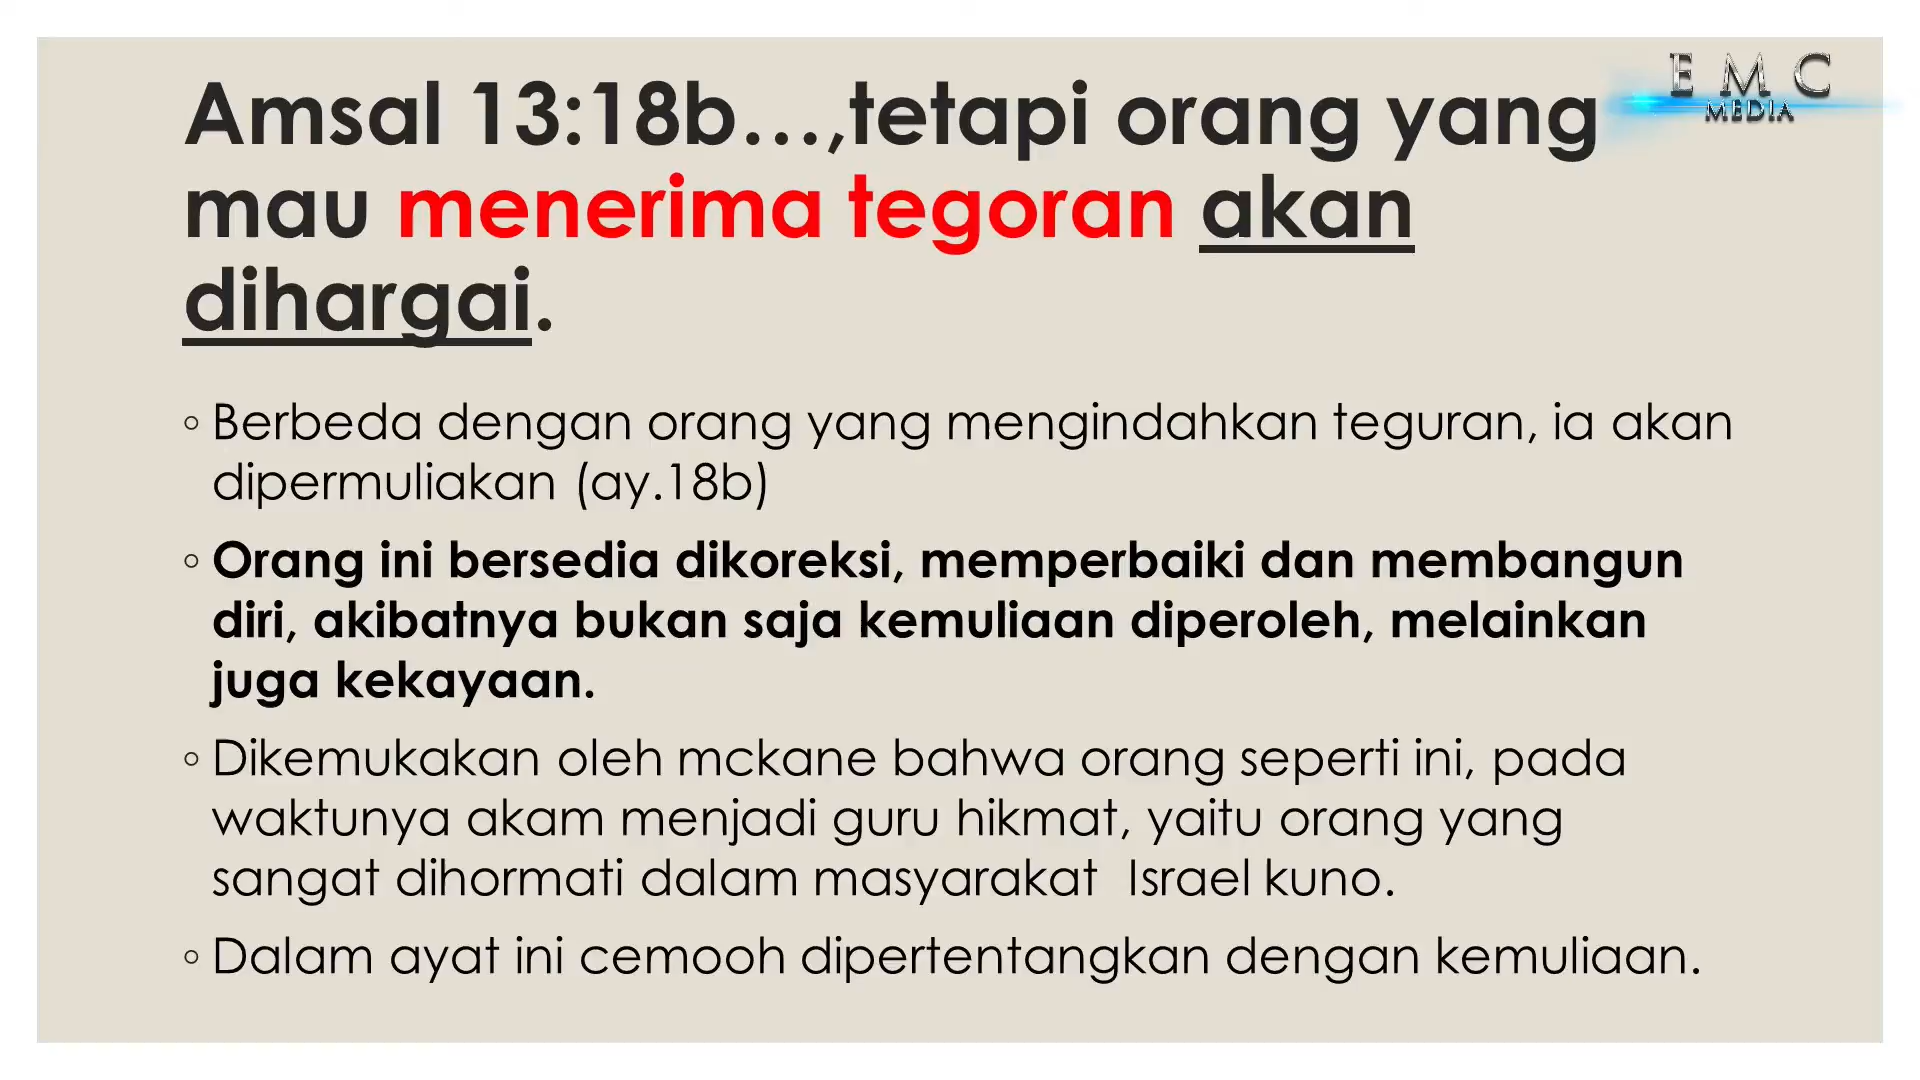 Amsal 13:18b...,tetapi orang yang
mau menerima tegoran akan
dihargai.
E M C
MEDIA
◦ Berbeda dengan orang yang mengindahkan teguran, ia akan
dipermuliakan (ay.18b)
◦ Orang ini bersedia dikoreksi, memperbaiki dan membangun
diri, akibatnya bukan saja kemuliaan diperoleh, melainkan
juga kekayaan.
◦ Dikemukakan oleh mckane bahwa orang seperti ini, pada
waktunya akam menjadi guru hikmat, yaitu orang yang
sangat dihormati dalam masyarakat  Israel kuno.
◦ Dalam ayat ini cemooh dipertentangkan dengan kemuliaan.